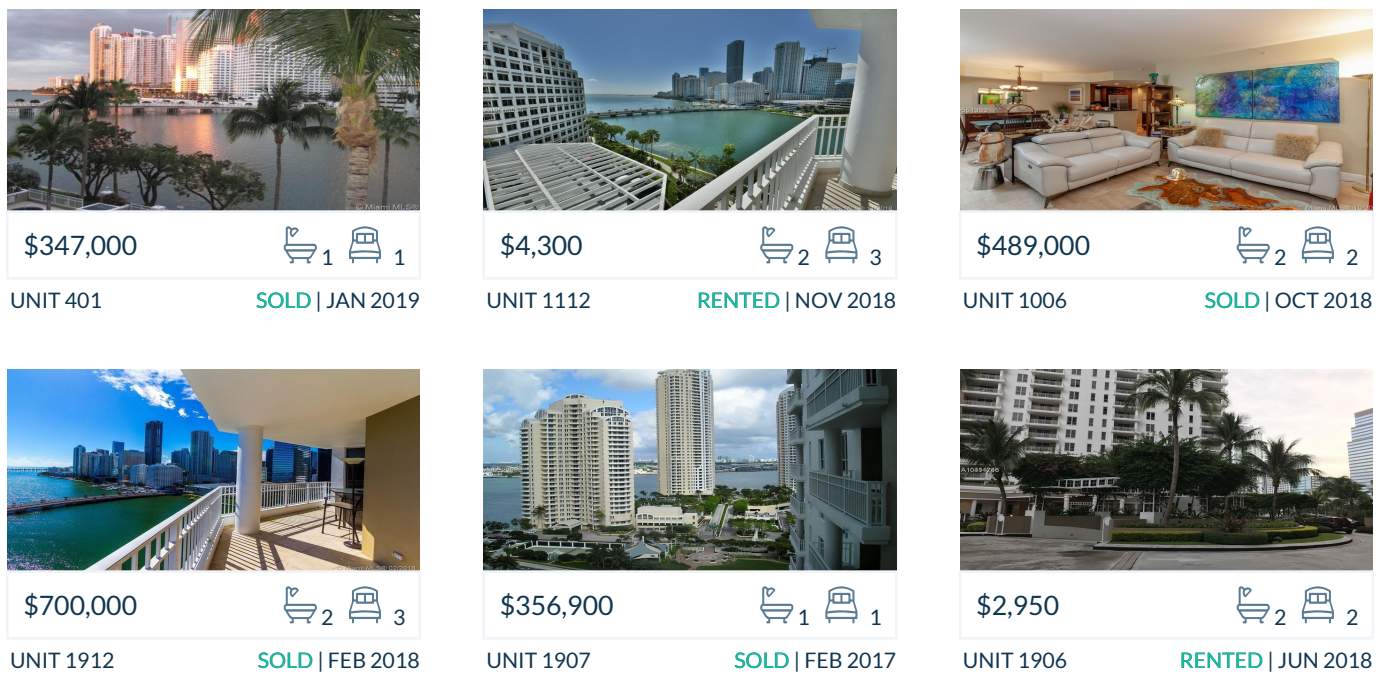 © Miami MLS®
$347,000 1 1
UNIT 401 SOLD | JAN 2019
$4,300 2 3
UNIT 1112 RENTED | NOV 2018
$489,000 2 2
UNIT 1006 SOLD | OCT 2018
$700,000 2 3
UNIT 1912 SOLD | FEB 2018
$356,900 1 1
UNIT 1907 SOLD | FEB 2017
$2,950 2 2
UNIT 1906 RENTED | JUN 2018